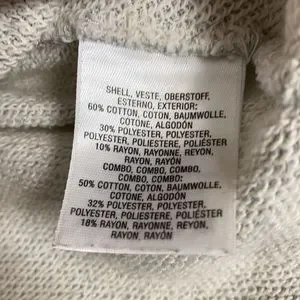 SHELL, VESTE, OBERSTOFF,
ESTERNO, EXTERIOR:
60% COTTON, COTON, BAUMWOLLE,
COTONE, ALGODÓN
30% POLYESTER, POLYESTER,
POLYESTER, POLIESTERE, POLIÉSTER
10% RAYON, RAYONNE, REYON,
RAYON, RAYÓN
COMBO, COMBO, COMBO,
COMBO, COMBO:
50% COTTON, COTON, BAUMWOLLE,
COTONE, ALGODÓN
32% POLYESTER, POLYESTER,
POLYESTER, POLIESTERE, POLIÉSTER
18% RAYON, RAYONNE, REYON,
RAYON, RAYÓN